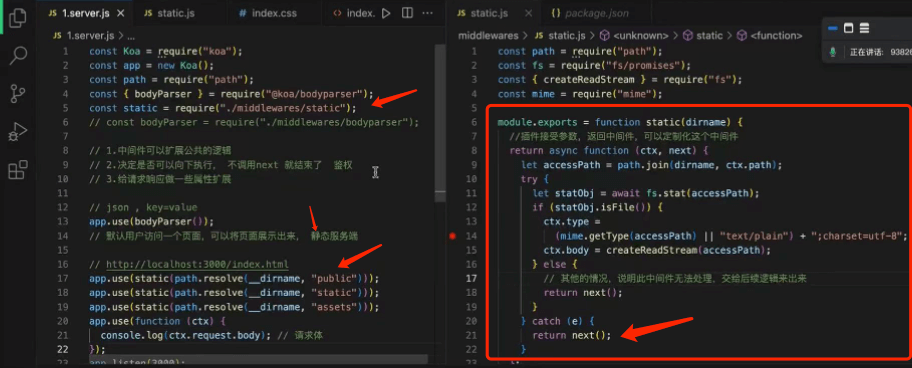 1.server.js
static.js
index.css
index.
1.server.js > ...
1 const Koa = require("koa");
2 const app = new Koa();
3 const path = require("path");
4 const { bodyParser } = require("@koa/bodyparser");
5 const static = require("./middlewares/static");
6 // const bodyParser = require("./middlewares/bodyparser");
7
8 // 1.中间件可以扩展公共的逻辑
9 // 2.决定是否可以向下执行， 不调用next 就结束了 鉴权
10 // 3.给请求响应做一些属性扩展
11
12 // json , key=value
13 app.use(bodyParser());
14 // 默认用户访问一个页面，可以将页面展示出来， 静态服务端
15
16 // http://localhost:3000/index.html
17 app.use(static(path.resolve(__dirname, "public")));
18 app.use(static(path.resolve(__dirname, "static")));
19 app.use(static(path.resolve(__dirname, "assets")));
20 app.use(function (ctx) {
21 console.log(ctx.request.body); // 请求体
22 });
23 app.listen(3000);
static.js
package.json
middlewares > static.js > <unknown> > static > <function>
1 const path = require("path");
2 const fs = require("fs/promises");
3 const { createReadStream } = require("fs");
4 const mime = require("mime");
5
6 module.exports = function static(dirname) {
7 //插件接受参数，返回中间件，可以定制化这个中间件
8 return async function (ctx, next) {
9 let accessPath = path.join(dirname, ctx.path);
10 try {
11 let statObj = await fs.stat(accessPath);
12 if (statObj.isFile()) {
13 ctx.type =
14 (mime.getType(accessPath) || "text/plain") + ";charset=utf-8";
15 ctx.body = createReadStream(accessPath);
16 } else {
17 // 其他的情况，说明此中间件无法处理，交给后续逻辑来出来
18 return next();
19 }
20 } catch (e) {
21 return next();
22 }
23
正在讲话: 93826